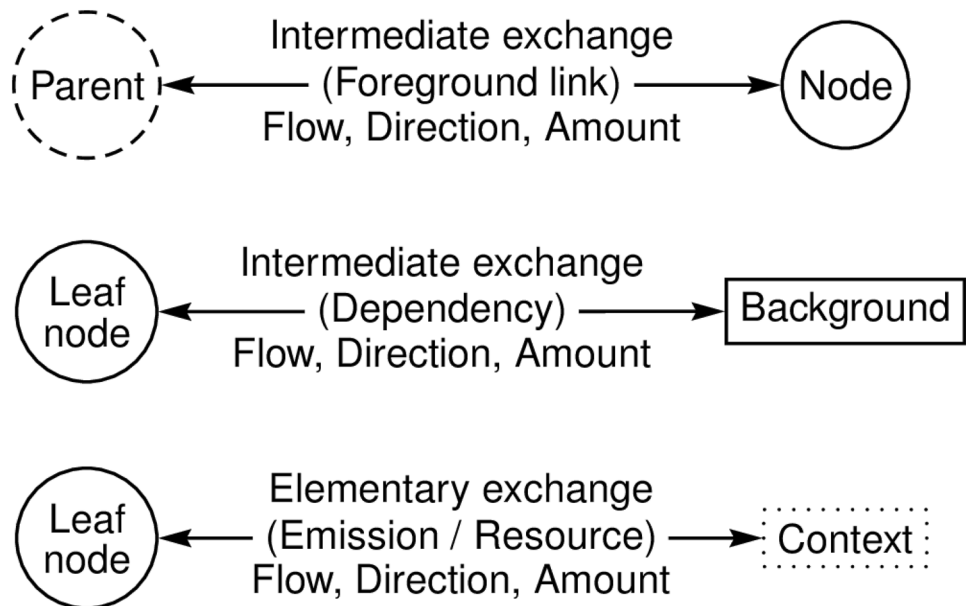 Parent
Intermediate exchange
(Foreground link)
Flow, Direction, Amount
Node
Leaf
node
Intermediate exchange
(Dependency)
Flow, Direction, Amount
Background
Leaf
node
Elementary exchange
(Emission / Resource)
Flow, Direction, Amount
Context